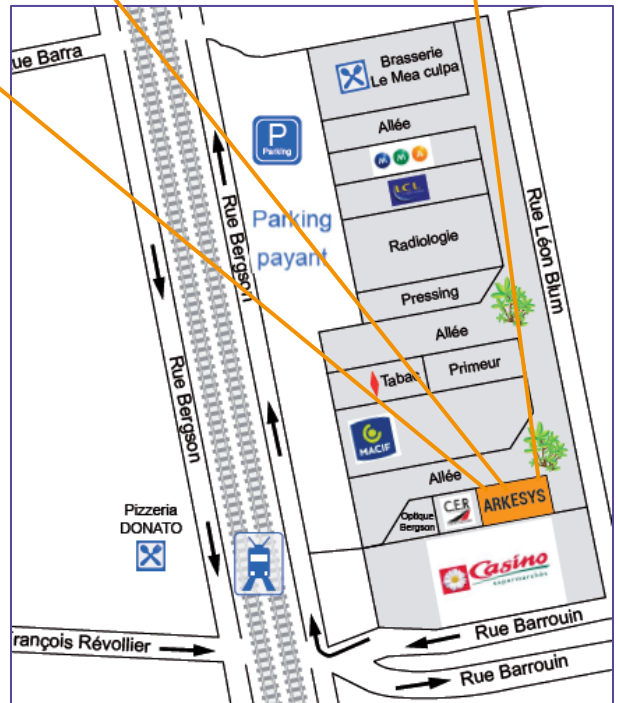 ue Barra
Brasserie
Le Mea culpa
P
Parking
Allée
MMA
LCL
Rue Bergson
Parking
payant
Radiologie
Rue Léon Blum
Pressing
Allée
Rue Bergson
Tabac
Primeur
MACIF
Allée
Pizzeria
DONATO
Optique
Bergson
C.E.R
ARKESYS
Casino
supermarchés
François Révollier
Rue Barrouin
Rue Barrouin